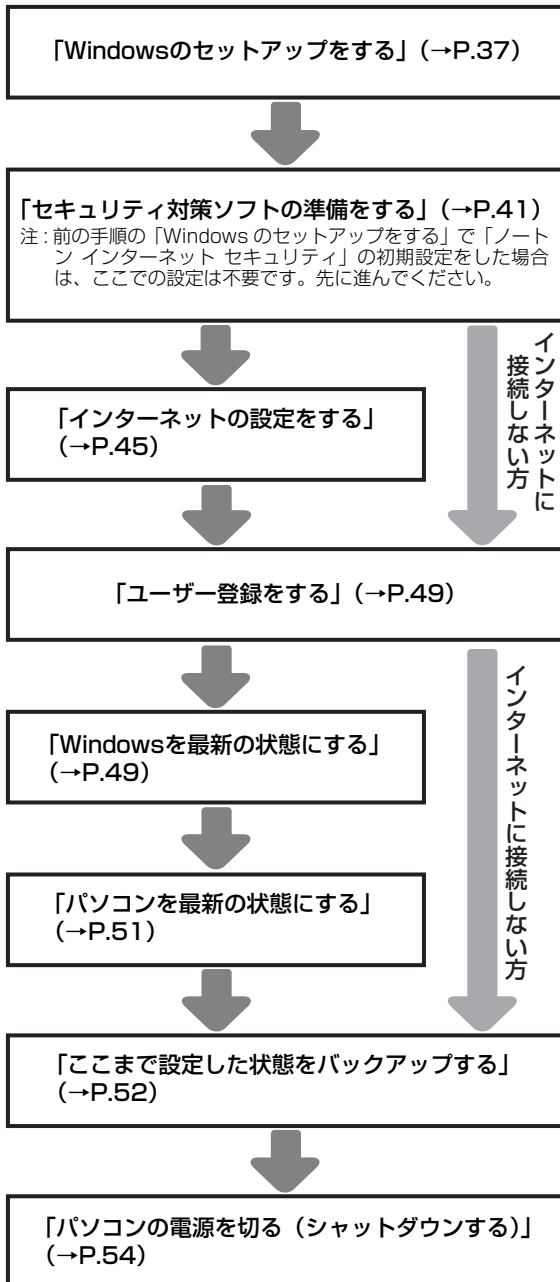 「Windowsのセットアップをする」（→P.37）
「セキュリティ対策ソフトの準備をする」（→P.41）
注：前の手順の「Windows のセットアップをする」で「ノート
ン インターネット セキュリティ」の初期設定をした場合
は、ここでの設定は不要です。先に進んでください。
インターネットに
接続しない方
「インターネットの設定をする」
（→P.45）
「ユーザー登録をする」（→P.49）
インターネットに接続しない方
「Windowsを最新の状態にする」
（→P.49）
「パソコンを最新の状態にする」
（→P.51）
「ここまで設定した状態をバックアップする」
（→P.52）
「パソコンの電源を切る（シャットダウンする）」
（→P.54）